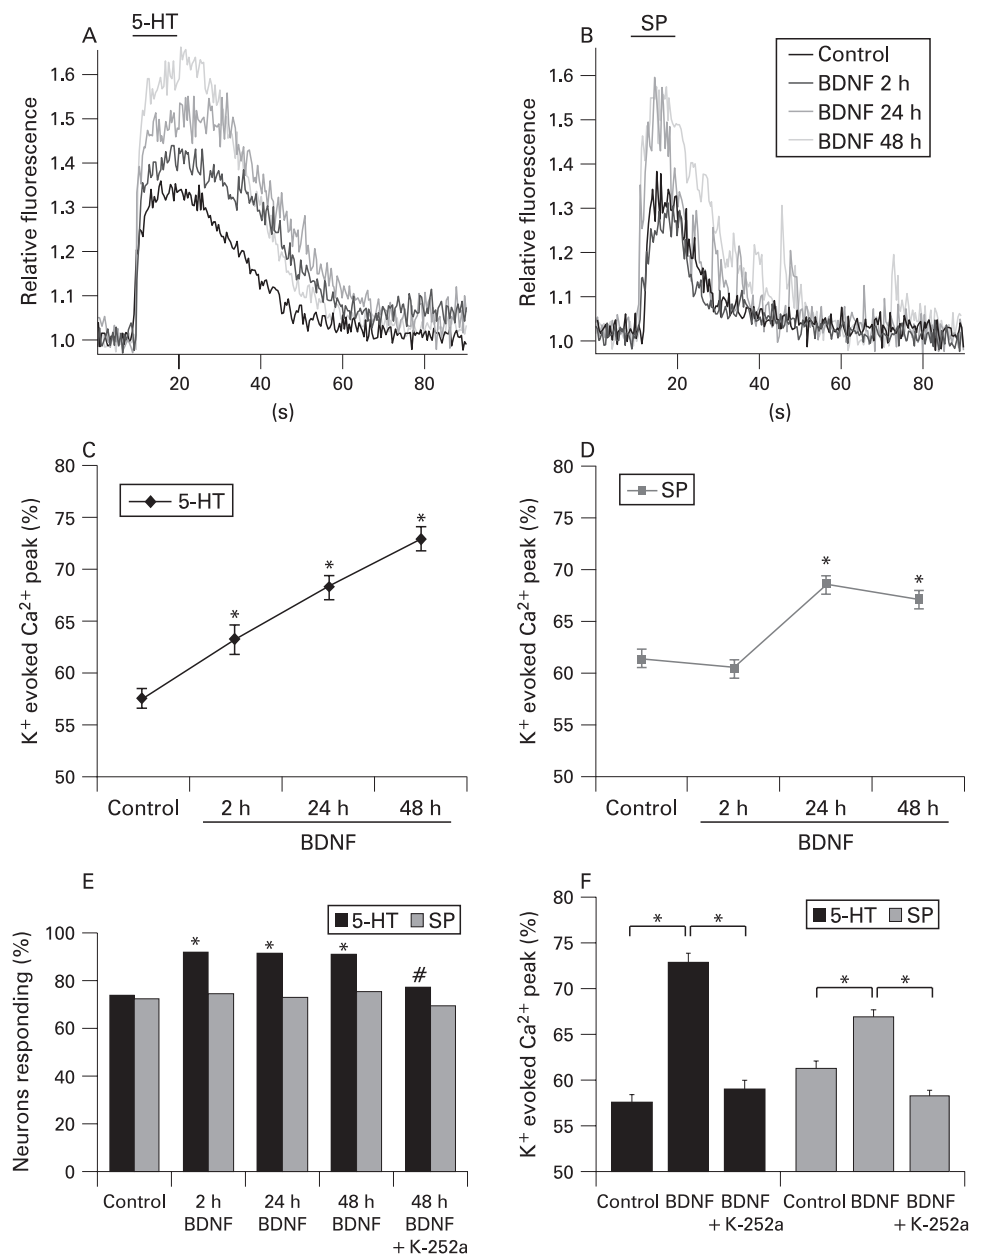 A
5-HT
Relative fluorescence
1.6
1.5
1.4
1.3
1.2
1.1
1.0
20 40 60 80
(s)
B
SP
Control
BDNF 2 h
BDNF 24 h
BDNF 48 h
Relative fluorescence
1.6
1.5
1.4
1.3
1.2
1.1
1.0
20 40 60 80
(s)
C
5-HT
K+ evoked Ca2+ peak (%)
80
75
70
65
60
55
50
*
*
*
Control 2 h 24 h 48 h
BDNF
D
SP
K+ evoked Ca2+ peak (%)
80
75
70
65
60
55
50
*
*
Control 2 h 24 h 48 h
BDNF
E
5-HT SP
Neurons responding (%)
100
80
60
40
20
0
* * * #
Control 2 h 24 h 48 h 48 h
BDNF BDNF BDNF BDNF
+ K-252a
F
5-HT SP
K+ evoked Ca2+ peak (%)
80
75
70
65
60
55
50
* *
* *
Control BDNF BDNF Control BDNF BDNF
+ K-252a + K-252a